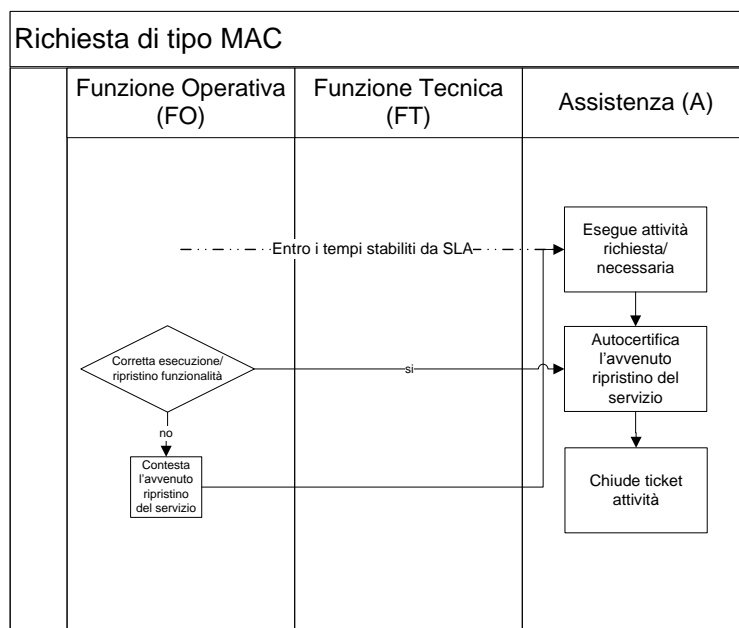 Richiesta di tipo MAC
Funzione Operativa
(FO)
Funzione Tecnica
(FT)
Assistenza (A)
Esegue attività
richiesta/
necessaria
Entro i tempi stabiliti da SLA
Corretta esecuzione/
ripristino funzionalità
si
Autocertifica
l’avvenuto
ripristino del
servizio
no
Contesta
l’avvenuto
ripristino
del servizio
Chiude ticket
attività